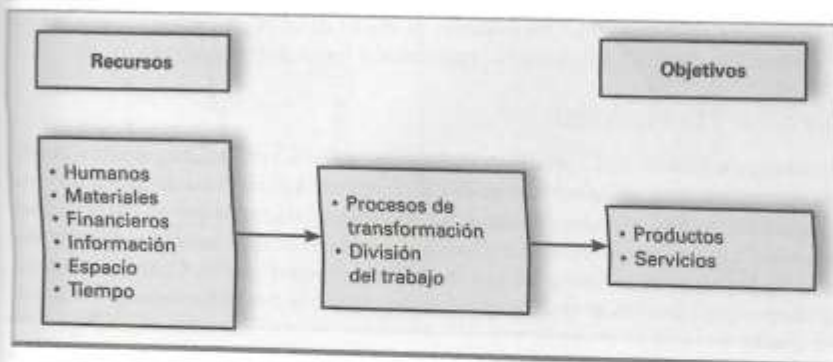 Recursos
Objetivos
• Humanos
• Materiales
• Financieros
• Información
• Espacio
• Tiempo
• Procesos de
transformación
• División
del trabajo
• Productos
• Servicios